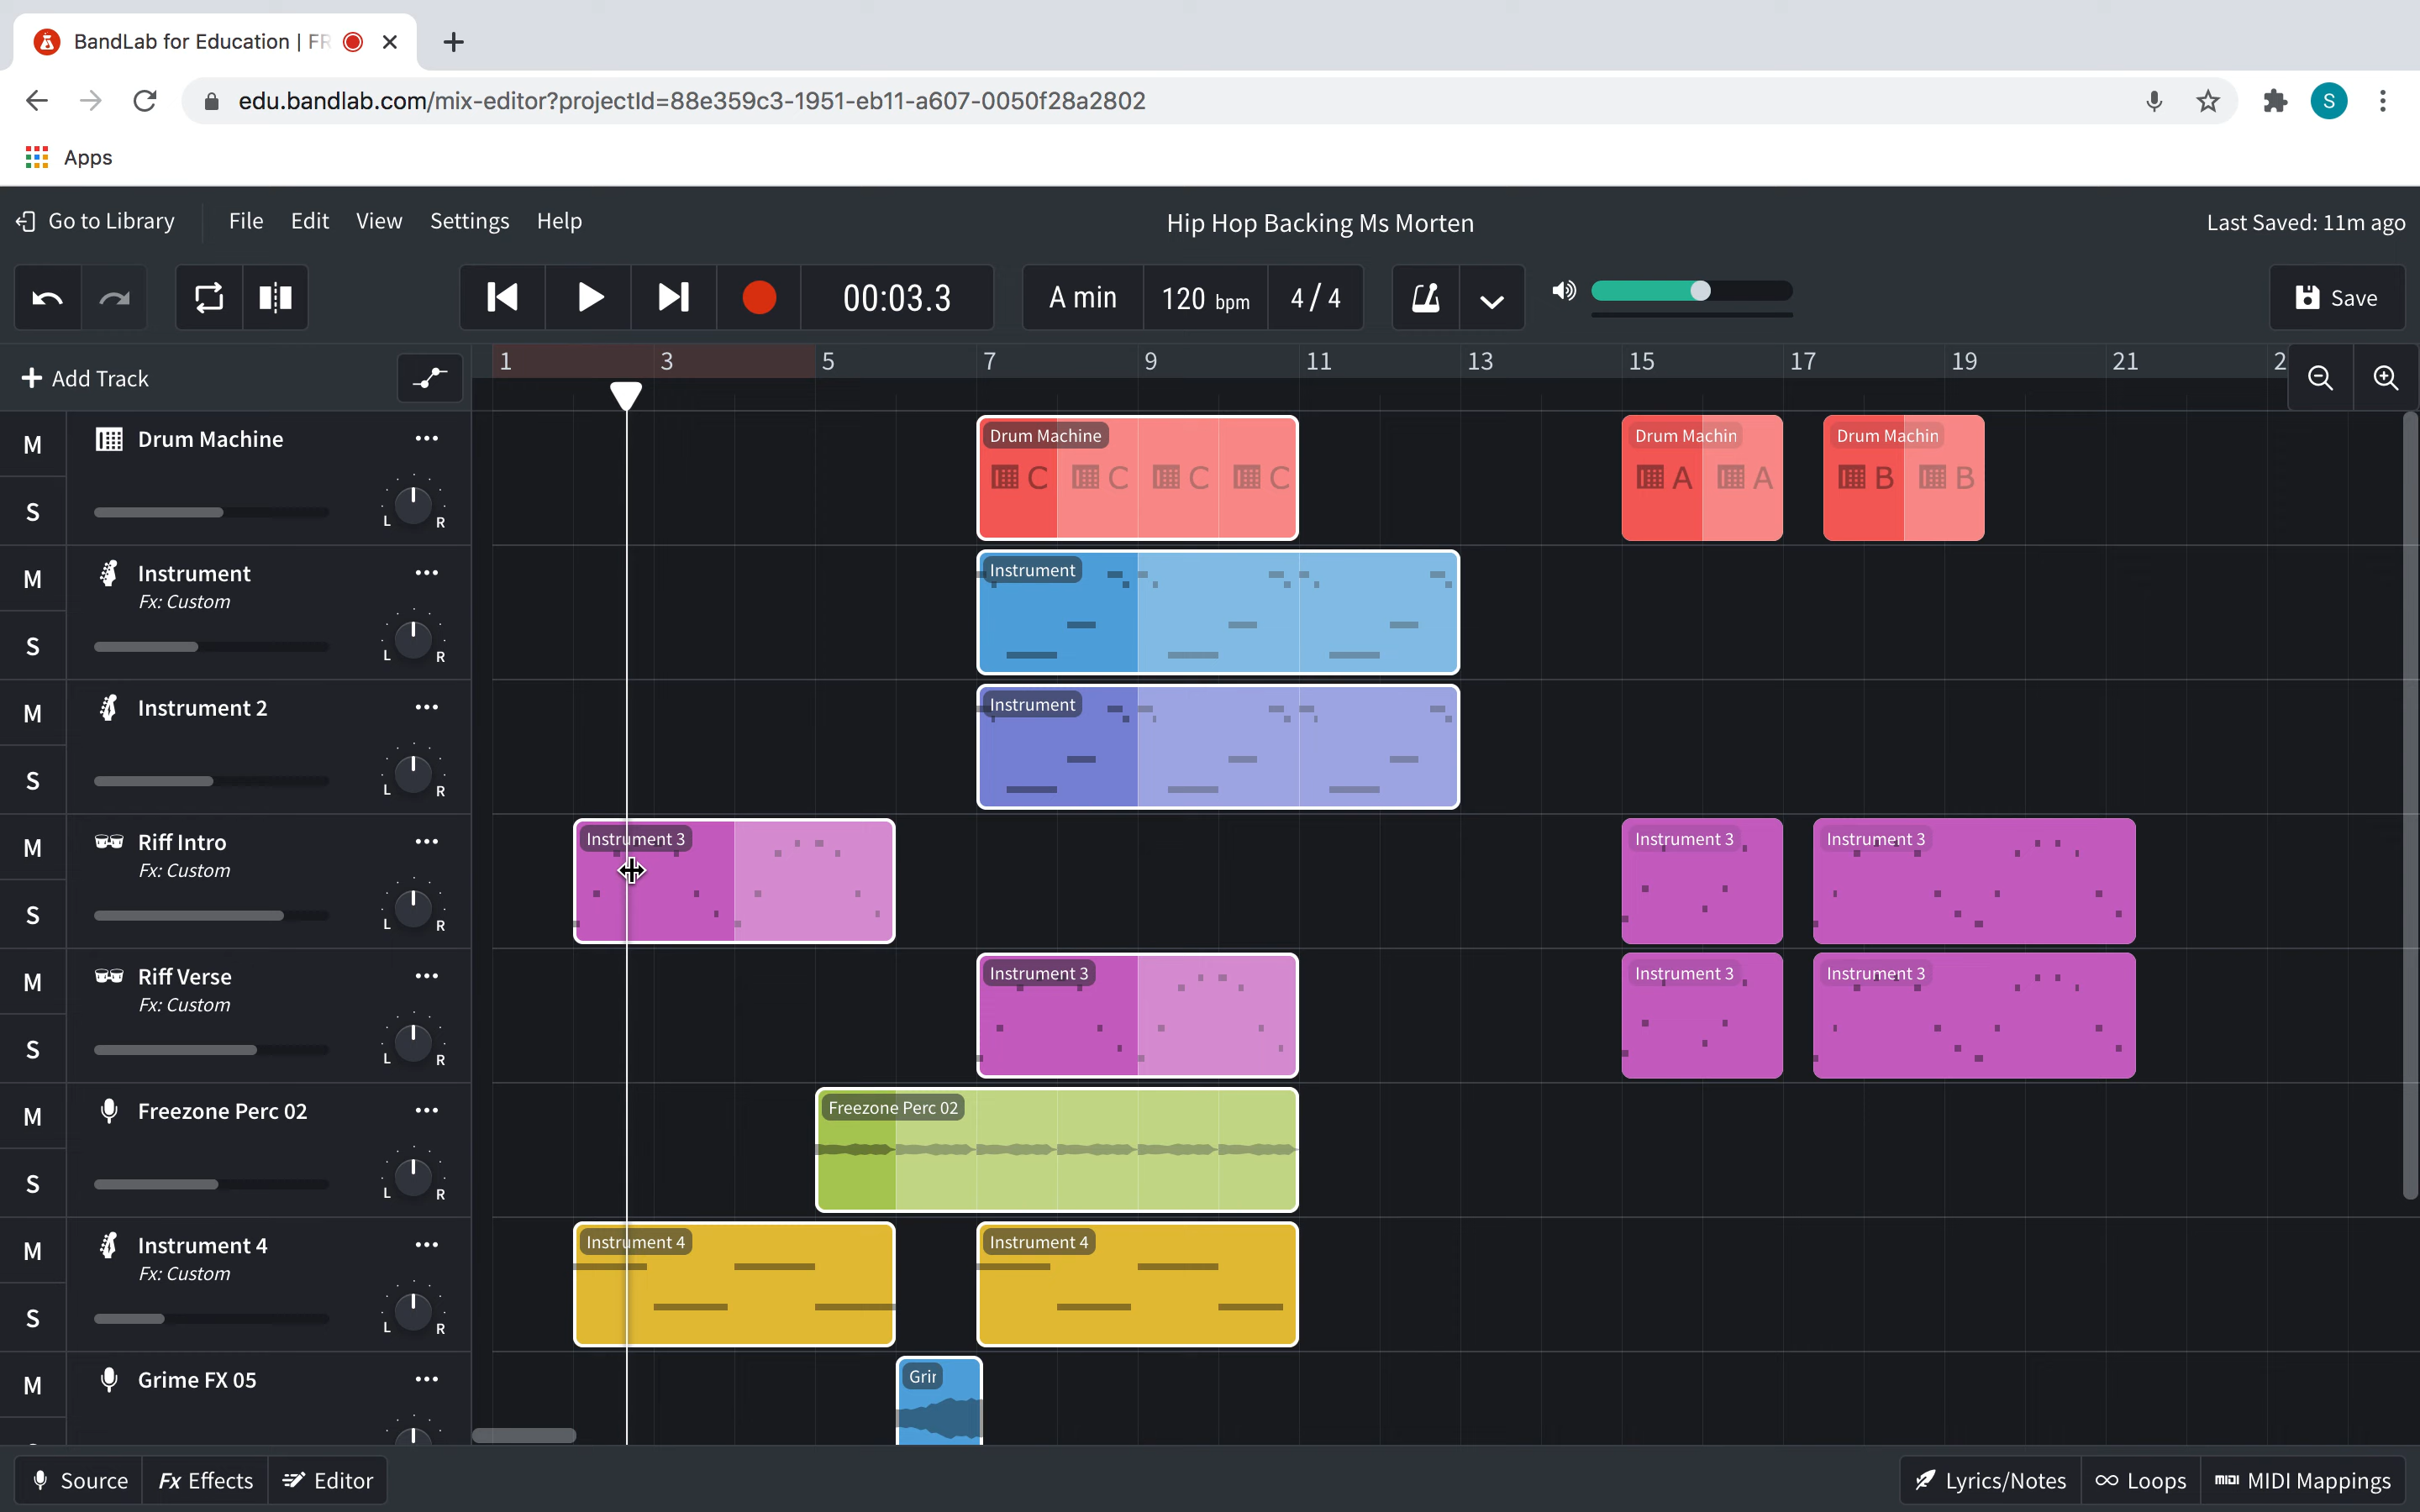 BandLab for Education | FR
edu.bandlab.com/mix-editor?projectId=88e359c3-1951-eb11-a607-0050f28a2802
S
Apps
Go to Library File Edit View Settings Help
Hip Hop Backing Ms Morten
Last Saved: 11m ago
00:03.3
A min 120 bpm 4/4
Save
+ Add Track
1 3 5 7 9 11 13 15 17 19 21 2
M Drum Machine
S L R
Drum Machine
C C C C
Drum Machin
A A
Drum Machin
B B
M Instrument
Fx: Custom
S L R
Instrument
M Instrument 2
S L R
Instrument
M Riff Intro
Fx: Custom
S L R
Instrument 3
Instrument 3
Instrument 3
M Riff Verse
Fx: Custom
S L R
Instrument 3
Instrument 3
Instrument 3
M Freezone Perc 02
S L R
Freezone Perc 02
M Instrument 4
Fx: Custom
S L R
Instrument 4
Instrument 4
M Grime FX 05
Grir
Source Fx Effects Editor
Lyrics/Notes Loops MIDI MIDI Mappings